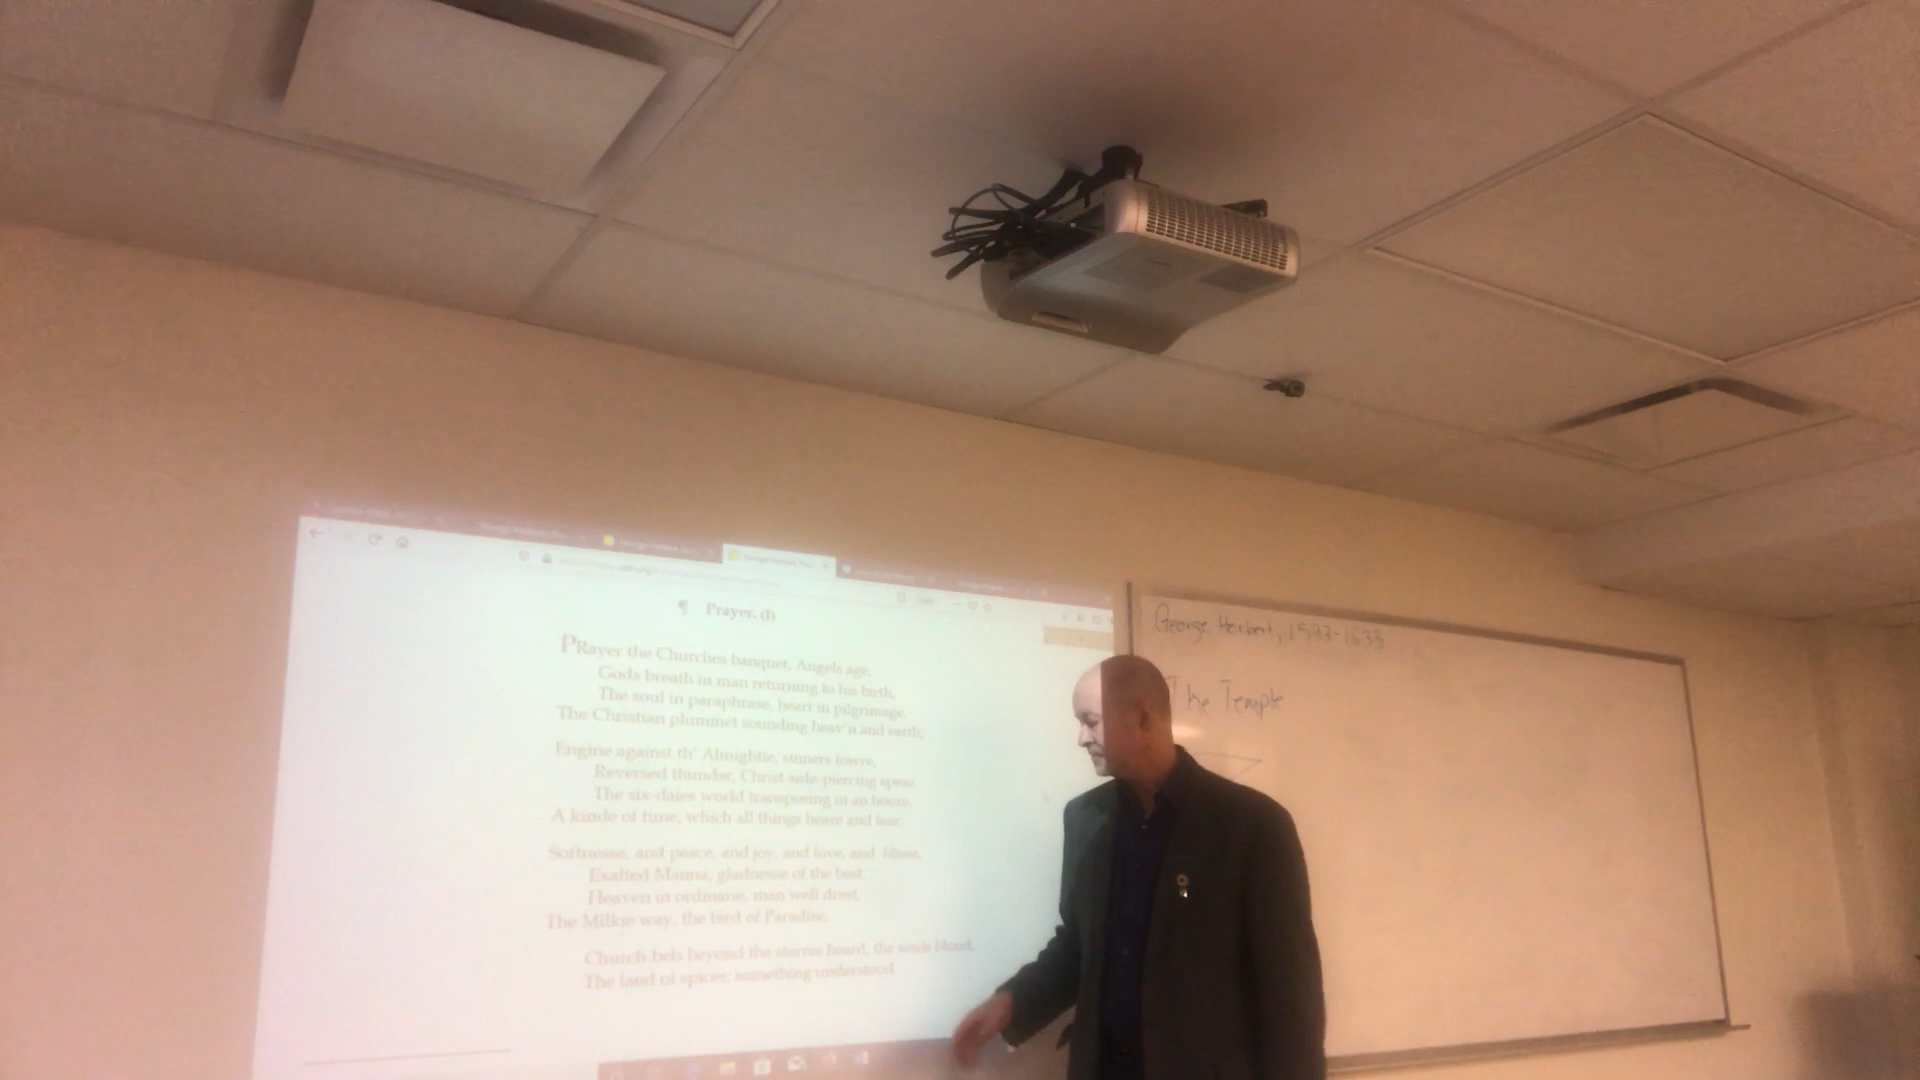 ¶ Prayer. (I)
PRayer the Churches banquet, Angels age,
Gods breath in man returning to his birth,
The soul in paraphrase, heart in pilgrimage,
The Christian plummet sounding heav'n and earth,
Engine against th' Almightie, sinners towre,
Reversed thunder, Christ-side-piercing spear,
The six-daies world transposing in an houre,
A kinde of tune, which all things heare and fear;
Softnesse, and peace, and joy, and love, and blisse,
Exalted Manna, gladnesse of the best,
Heaven in ordinarie, man well drest,
The Milkie way, the bird of Paradise,
Church-bels beyond the starres heard, the souls bloud,
The land of spices; something understood.
George Herbert, 1593-1633
The Temple